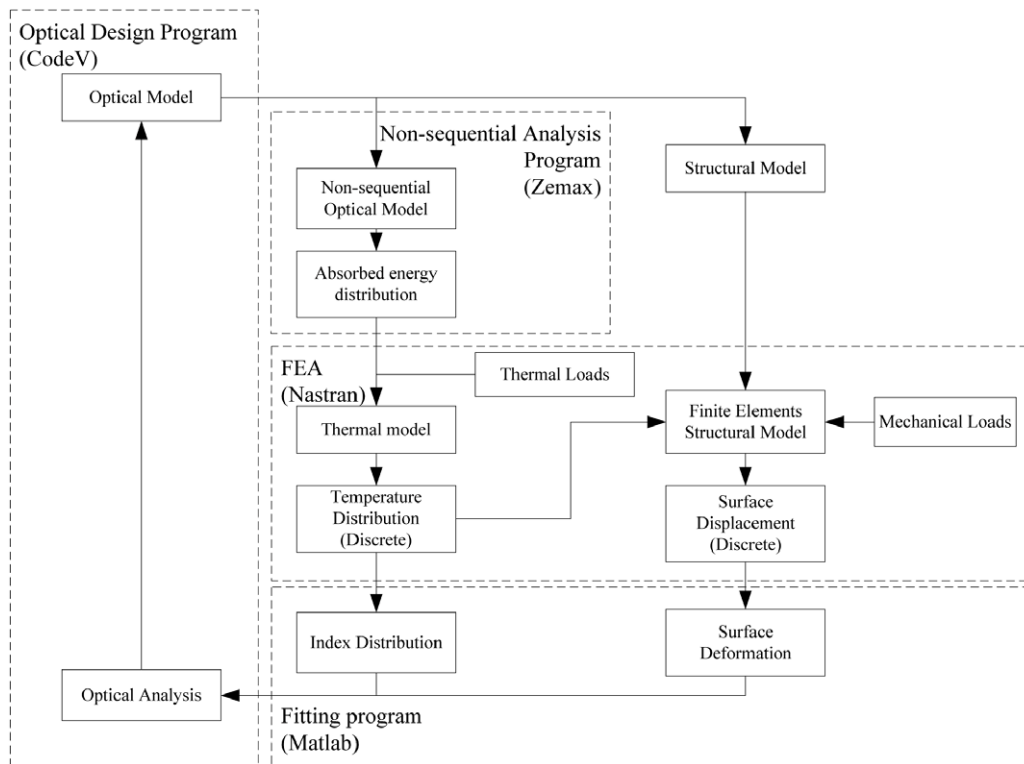 Optical Design Program
(CodeV)
Optical Model
Non-sequential Analysis
Program
(Zemax)
Non-sequential
Optical Model
Absorbed energy
distribution
Structural Model
FEA
(Nastran)
Thermal Loads
Thermal model
Finite Elements
Structural Model
Mechanical Loads
Temperature
Distribution
(Discrete)
Surface
Displacement
(Discrete)
Index Distribution
Surface
Deformation
Optical Analysis
Fitting program
(Matlab)